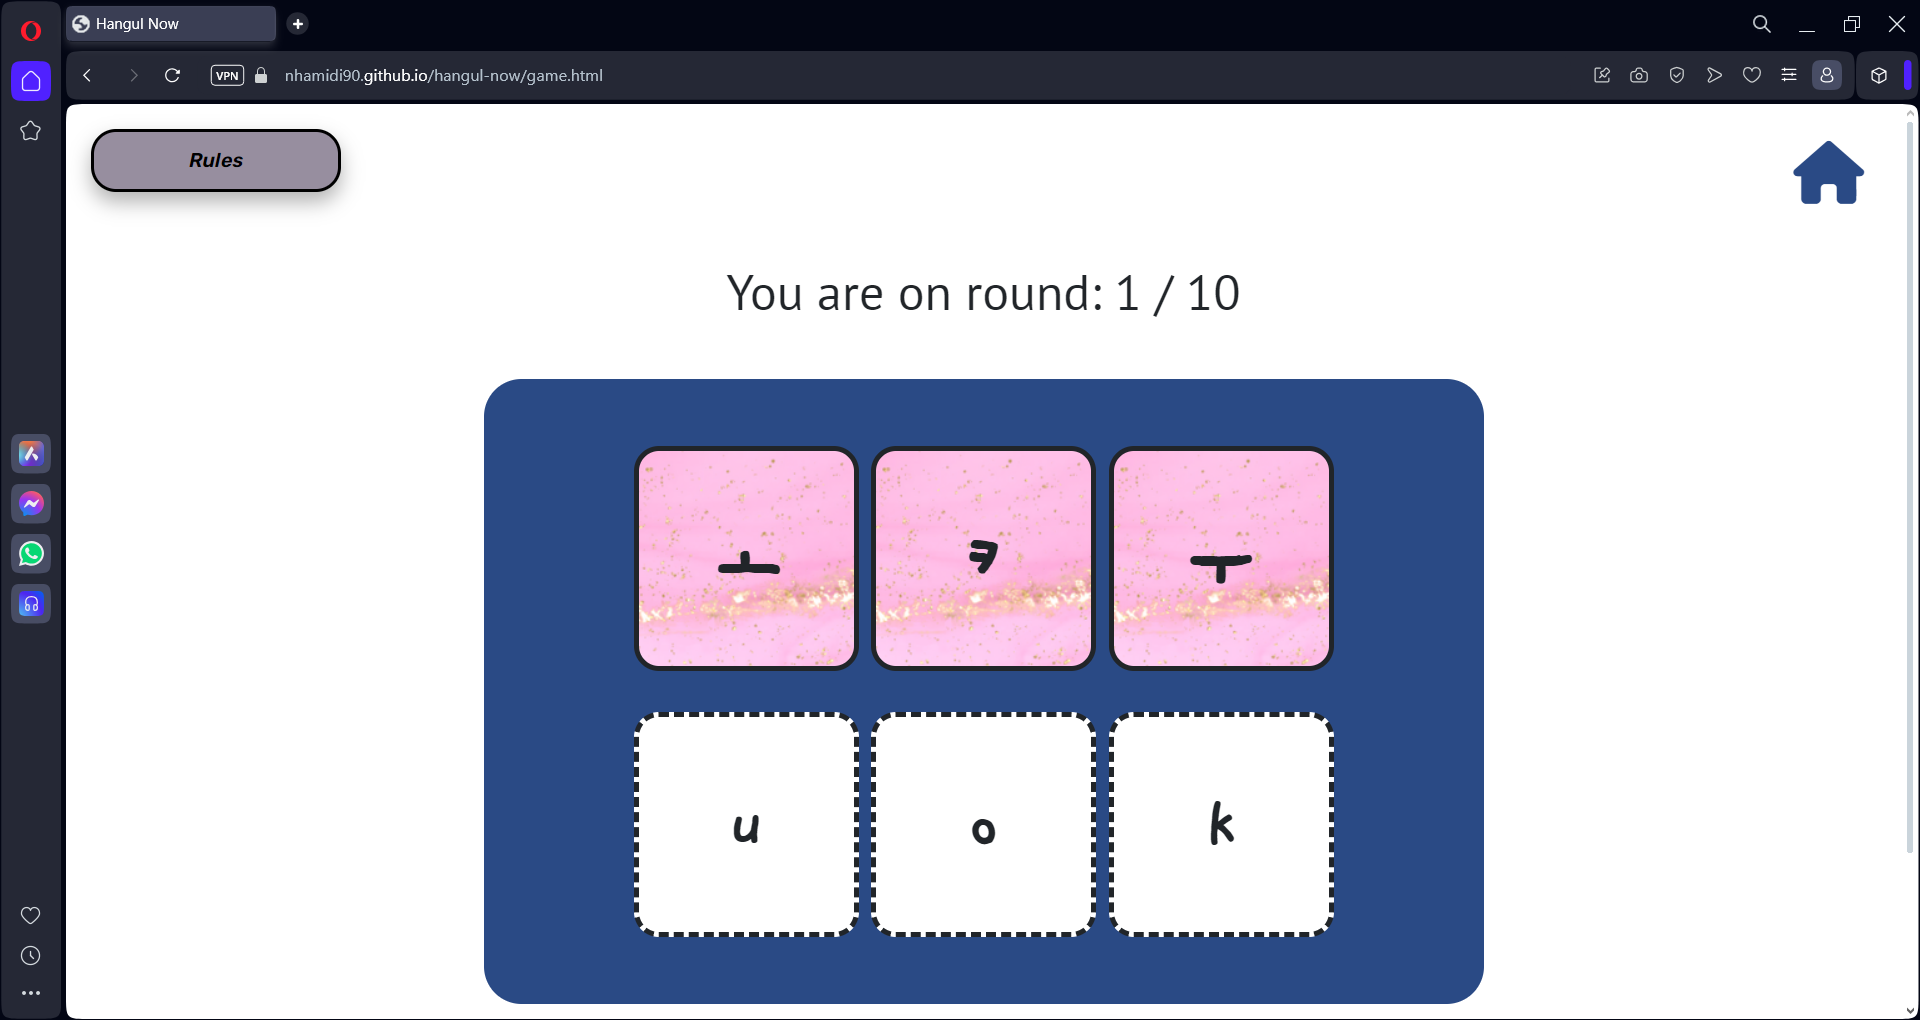 Hangul Now
VPN
nhamidi90.github.io/hangul-now/game.html
Rules
You are on round: 1 / 10
ㅗ ㅋ ㅜ
u o k